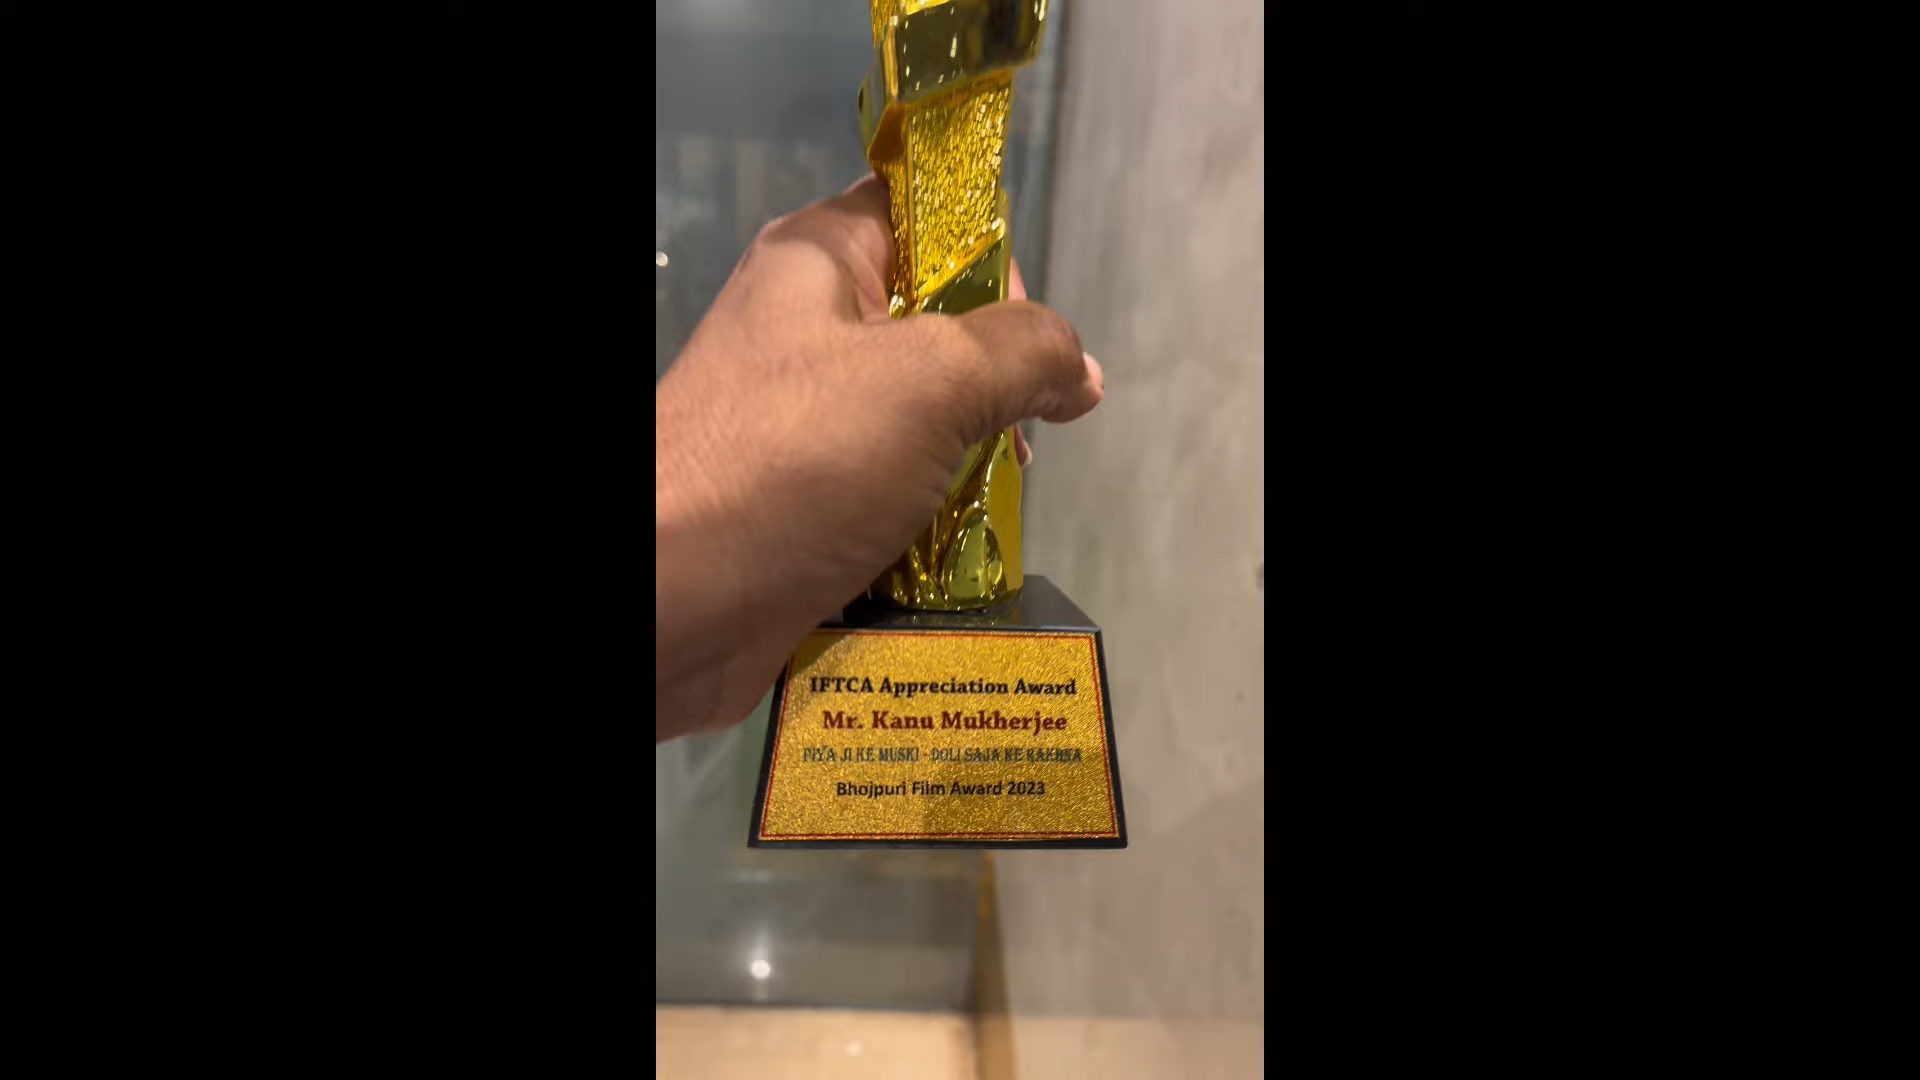 IFTCA Appreciation Award
Mr. Kanu Mukherjee
PIYA JI KE MUSKI - DOLI SAJA KE RAKHNA
Bhojpuri Film Award 2023